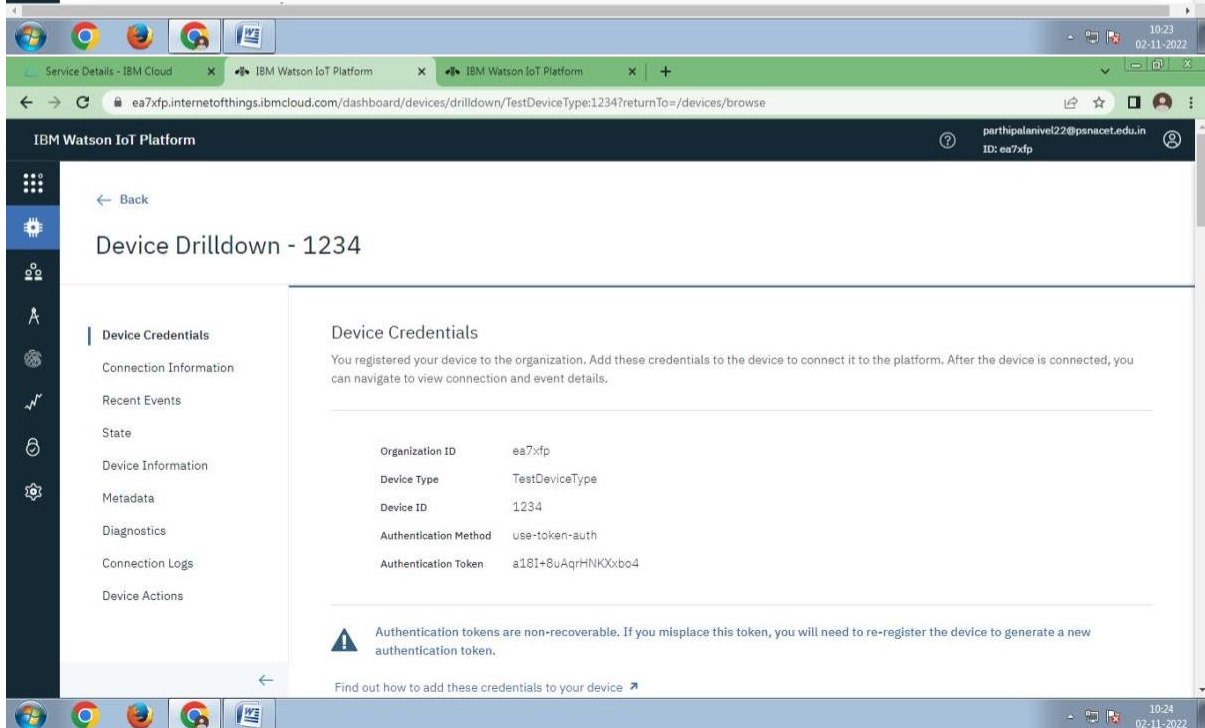 10:23
02-11-2022
Service Details - IBM Cloud
IBM Watson IoT Platform
IBM Watson IoT Platform
ea7xfp.internetofthings.ibmcloud.com/dashboard/devices/drilldown/TestDeviceType:1234?returnTo=/devices/browse
IBM Watson IoT Platform
parthipalanivel22@psnacet.edu.in
ID: ea7xfp
Back
Device Drilldown - 1234
Device Credentials
Connection Information
Recent Events
State
Device Information
Metadata
Diagnostics
Connection Logs
Device Actions
Device Credentials
You registered your device to the organization. Add these credentials to the device to connect it to the platform. After the device is connected, you
can navigate to view connection and event details.
Organization ID ea7xfp
Device Type TestDeviceType
Device ID 1234
Authentication Method use-token-auth
Authentication Token a18I+8uAqrHNKXxbo4
Authentication tokens are non-recoverable. If you misplace this token, you will need to re-register the device to generate a new
authentication token.
Find out how to add these credentials to your device
10:24
02-11-2022